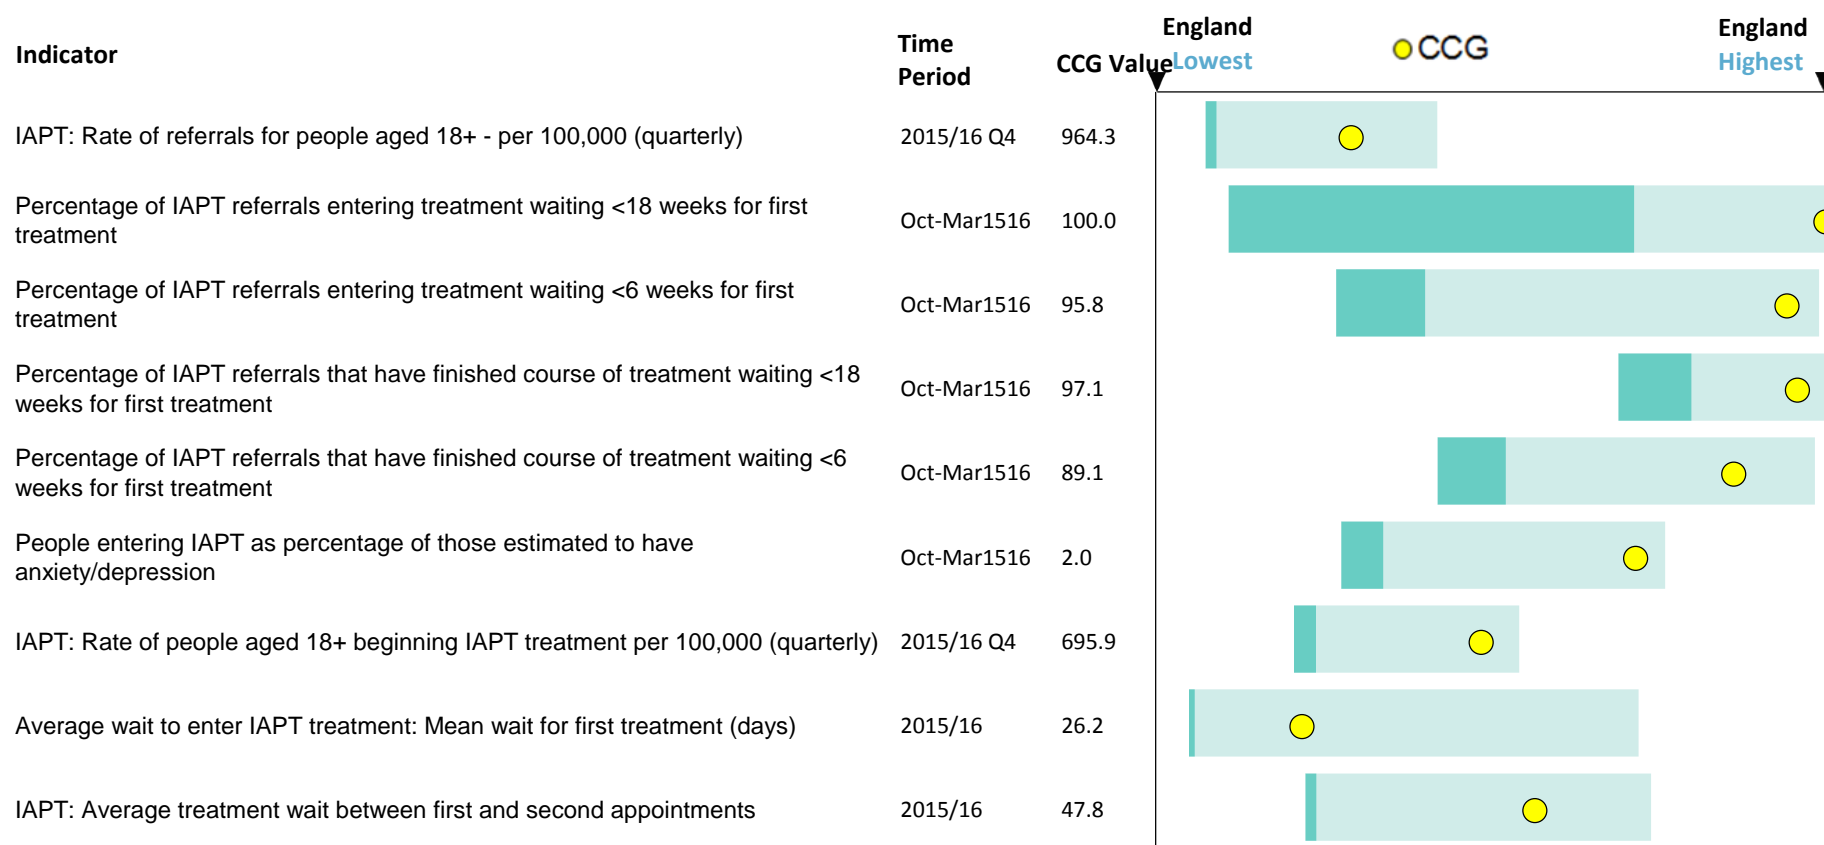 Indicator
Time
Period
CCG Value
England
Lowest
CCG
England
Highest
IAPT: Rate of referrals for people aged 18+ - per 100,000 (quarterly) 2015/16 Q4 964.3
Percentage of IAPT referrals entering treatment waiting <18 weeks for first
treatment
Oct-Mar1516 100.0
Percentage of IAPT referrals entering treatment waiting <6 weeks for first
treatment
Oct-Mar1516 95.8
Percentage of IAPT referrals that have finished course of treatment waiting <18
weeks for first treatment
Oct-Mar1516 97.1
Percentage of IAPT referrals that have finished course of treatment waiting <6
weeks for first treatment
Oct-Mar1516 89.1
People entering IAPT as percentage of those estimated to have
anxiety/depression
Oct-Mar1516 2.0
IAPT: Rate of people aged 18+ beginning IAPT treatment per 100,000 (quarterly) 2015/16 Q4 695.9
Average wait to enter IAPT treatment: Mean wait for first treatment (days) 2015/16 26.2
IAPT: Average treatment wait between first and second appointments 2015/16 47.8